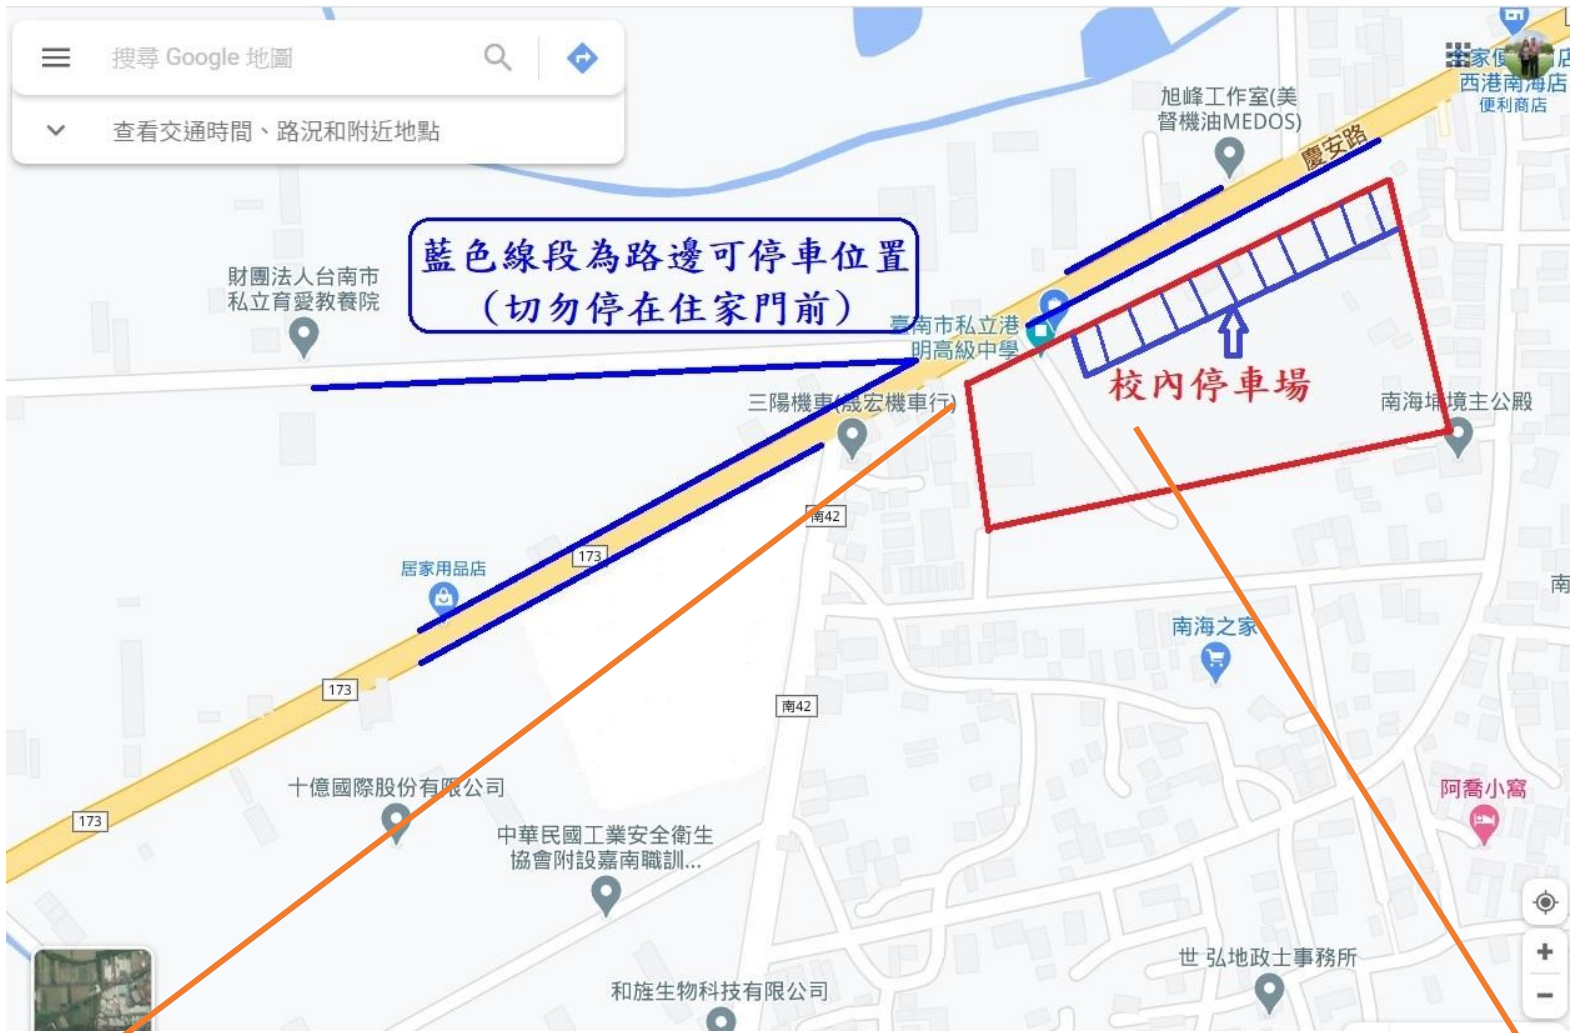 搜尋 Google 地圖
查看交通時間、路況和附近地點
西港南海店
便利商店
旭峰工作室(美
督機油MEDOS)
慶安路
藍色線段為路邊可停車位置
(切勿停在住家門前)
財團法人台南市
私立育愛教養院
臺南市私立港
明高級中學
校內停車場
三陽機車(晟宏機車行)
南海埔境主公殿
南42
173
居家用品店
南
南海之家
173
南42
十億國際股份有限公司
阿喬小窩
173
中華民國工業安全衛生
協會附設嘉南職訓...
世 弘地政士事務所
和旌生物科技有限公司